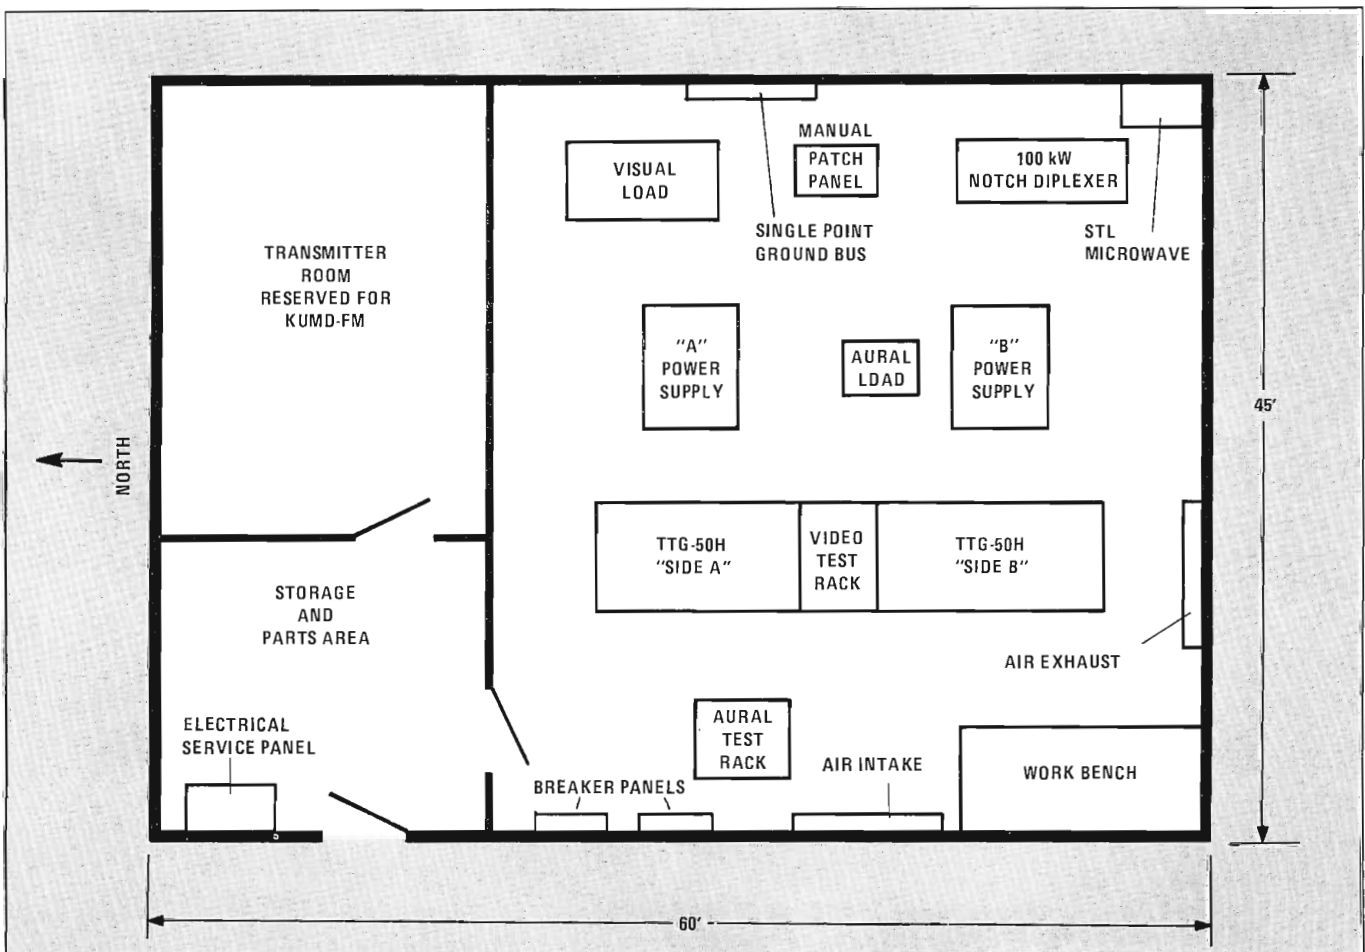 MANUAL
PATCH
PANEL
VISUAL
LOAD
100 kW
NOTCH DIPLEXER
SINGLE POINT
GROUND BUS
STL
MICROWAVE
TRANSMITTER
ROOM
RESERVED FOR
KUMD-FM
"A"
POWER
SUPPLY
AURAL
LOAD
"B"
POWER
SUPPLY
45'
NORTH
TTG-50H
"SIDE A"
VIDEO
TEST
RACK
TTG-50H
"SIDE B"
STORAGE
AND
PARTS AREA
AIR EXHAUST
ELECTRICAL
SERVICE PANEL
AURAL
TEST
RACK
BREAKER PANELS
AIR INTAKE
WORK BENCH
60'